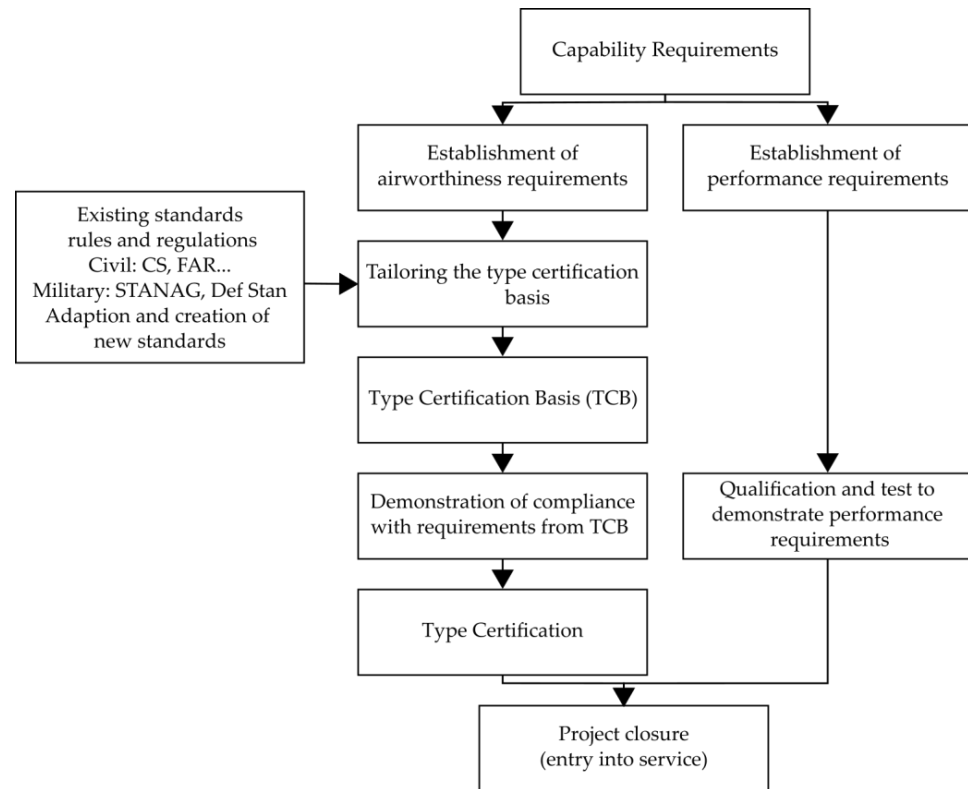 Capability Requirements
Establishment of
airworthiness requirements
Establishment of
performance requirements
Existing standards
rules and regulations
Civil: CS, FAR...
Military: STANAG, Def Stan
Adaption and creation of
new standards
Tailoring the type certification
basis
Type Certification Basis (TCB)
Demonstration of compliance
with requirements from TCB
Qualification and test to
demonstrate performance
requirements
Type Certification
Project closure
(entry into service)